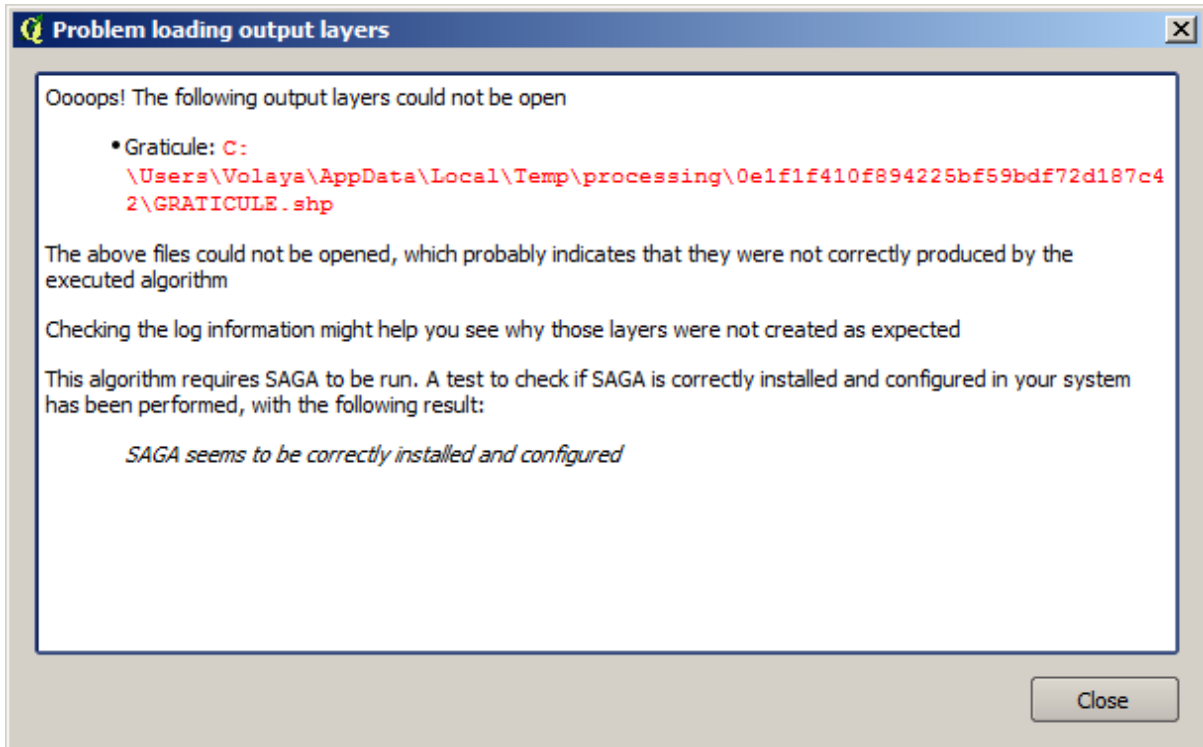 Problem loading output layers
Oooops! The following output layers could not be open
• Graticule: C:
\Users\Volaya\AppData\Local\Temp\processing\0e1f1f410f894225bf59bdf72d187c4
2\GRATICULE.shp
The above files could not be opened, which probably indicates that they were not correctly produced by the
executed algorithm
Checking the log information might help you see why those layers were not created as expected
This algorithm requires SAGA to be run. A test to check if SAGA is correctly installed and configured in your system
has been performed, with the following result:
SAGA seems to be correctly installed and configured
Close